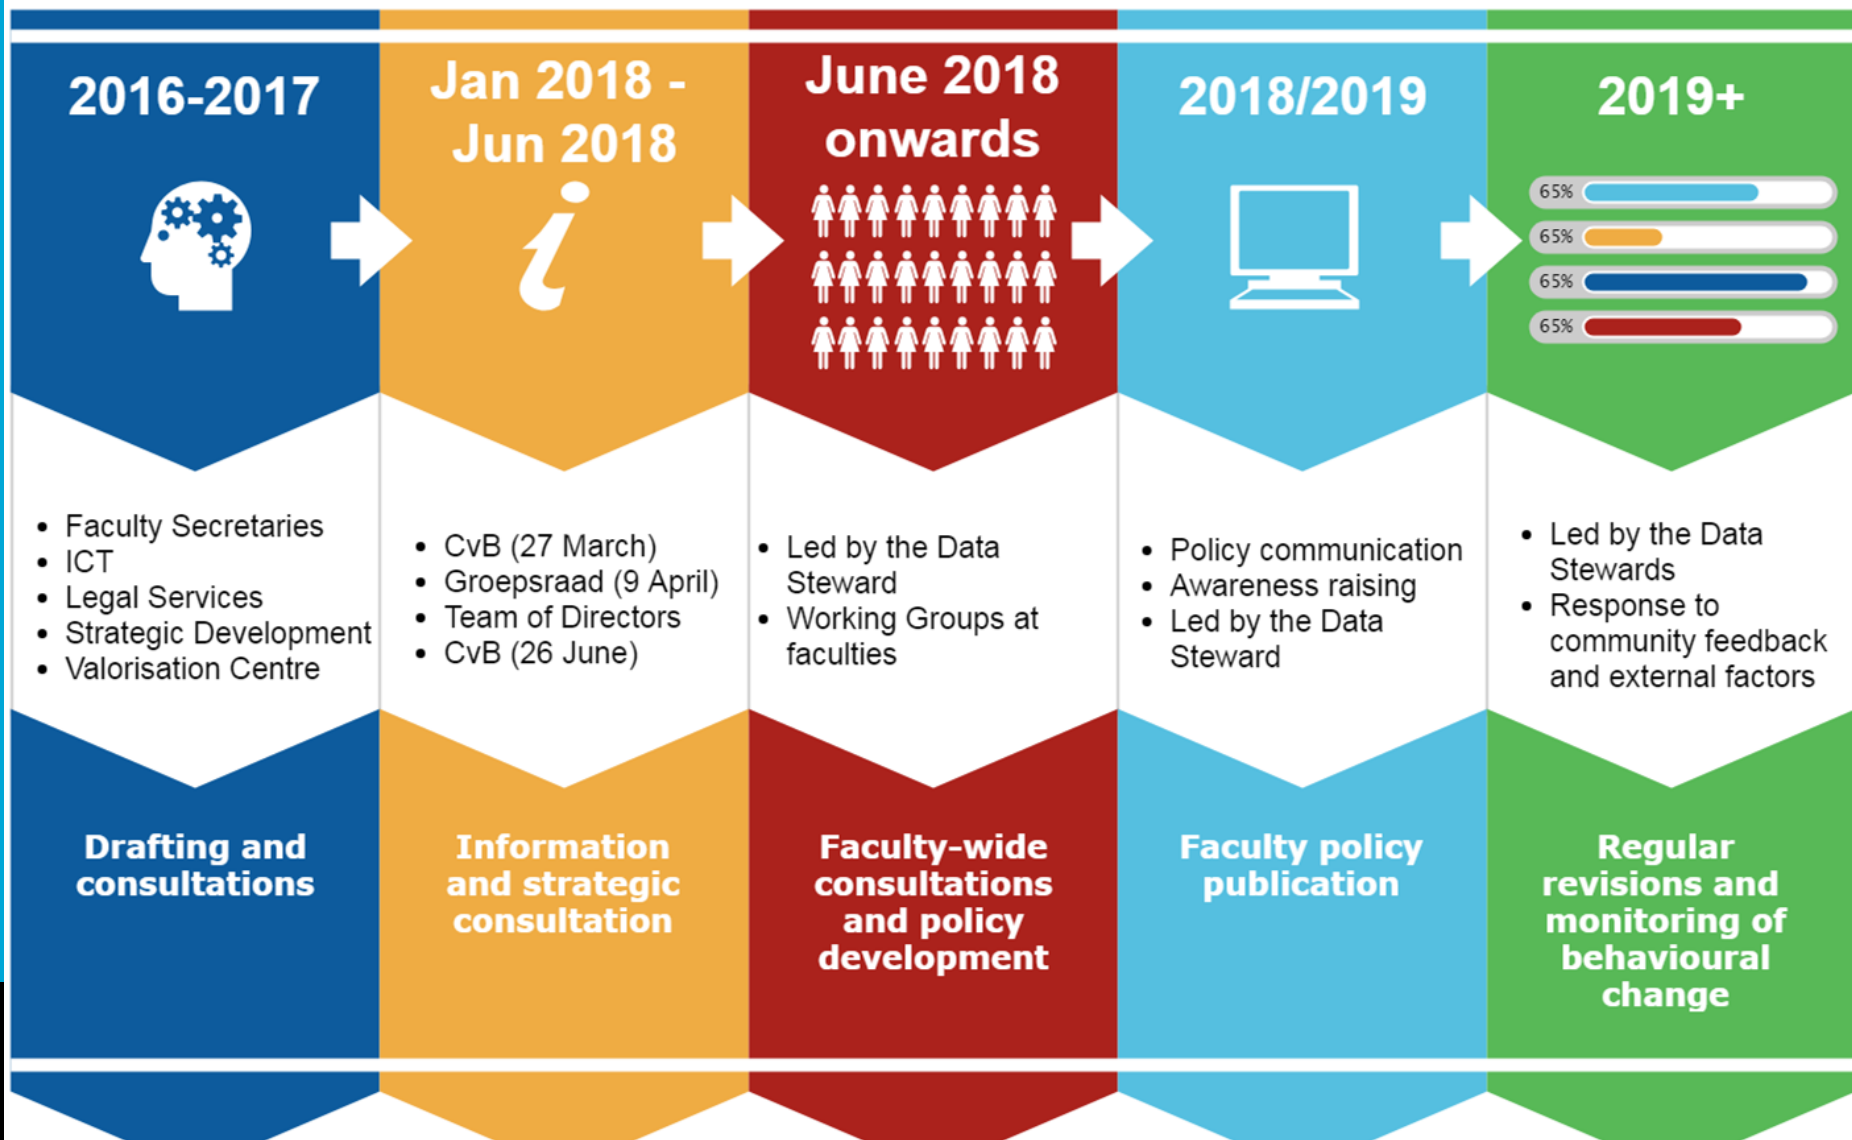 2016-2017
Jan 2018 -
Jun 2018
June 2018
onwards
2018/2019
2019+
65%
65%
65%
65%
• Faculty Secretaries
• ICT
• Legal Services
• Strategic Development
• Valorisation Centre
• CvB (27 March)
• Groepsraad (9 April)
• Team of Directors
• CvB (26 June)
• Led by the Data
Steward
• Working Groups at
faculties
• Policy communication
• Awareness raising
• Led by the Data
Steward
• Led by the Data
Stewards
• Response to
community feedback
and external factors
Drafting and
consultations
Information
and strategic
consultation
Faculty-wide
consultations
and policy
development
Faculty policy
publication
Regular
revisions and
monitoring of
behavioural
change